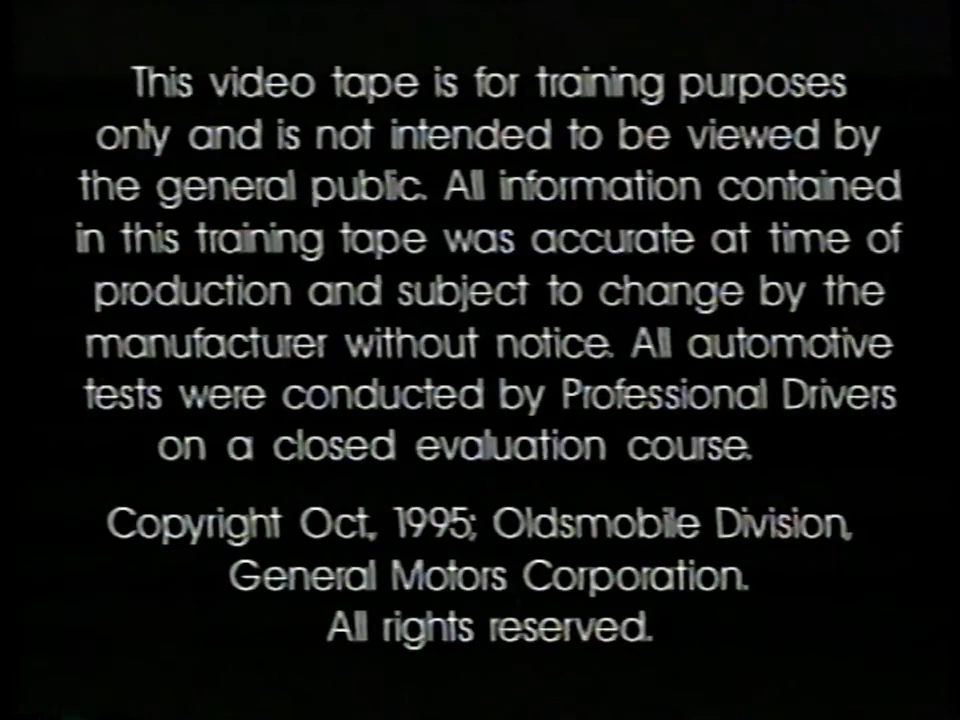 This video tape is for training purposes
only and is not intended to be viewed by
the general public. All information contained
in this training tape was accurate at time of
production and subject to change by the
manufacturer without notice. All automotive
tests were conducted by Professional Drivers
on a closed evaluation course.
Copyright Oct, 1995; Oldsmobile Division,
General Motors Corporation.
All rights reserved.